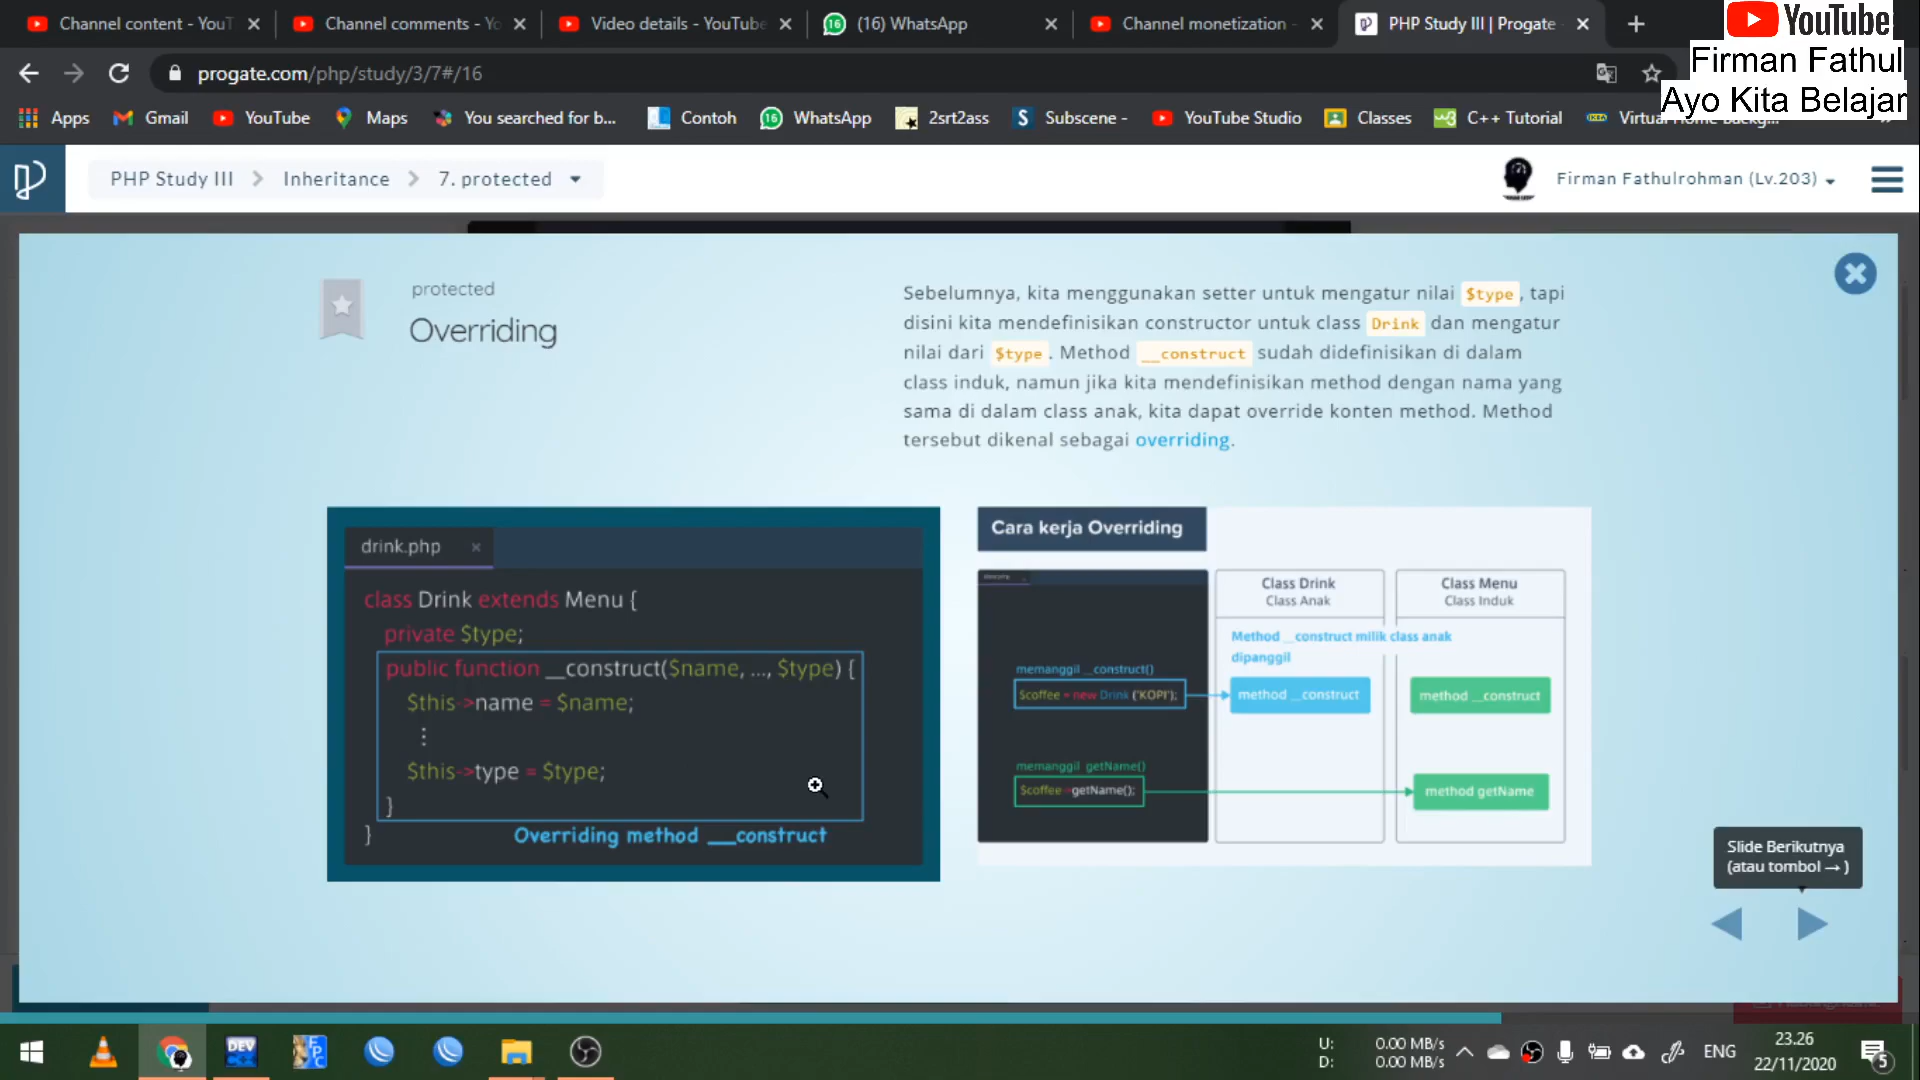 Channel content - YouT
Channel comments - Yo
Video details - YouTube
(16) WhatsApp
Channel monetization -
PHP Study III | Progate
YouTube
Firman Fathul
Ayo Kita Belajar
progate.com/php/study/3/7#/16
Apps
Gmail
YouTube
Maps
You searched for b...
Contoh
WhatsApp
2srt2ass
Subscene -
YouTube Studio
Classes
C++ Tutorial
PHP Study III
Inheritance
7. protected
Firman Fathulrohman (Lv.203)
protected
Overriding
Sebelumnya, kita menggunakan setter untuk mengatur nilai $type, tapi
disini kita mendefinisikan constructor untuk class Drink dan mengatur
nilai dari $type. Method __construct sudah didefinisikan di dalam
class induk, namun jika kita mendefinisikan method dengan nama yang
sama di dalam class anak, kita dapat override konten method. Method
tersebut dikenal sebagai overriding.
drink.php
class Drink extends Menu {
private $type;
public function __construct($name, ..., $type) {
$this->name = $name;
⋮
$this->type = $type;
}
}
Overriding method __construct
Cara kerja Overriding
Class Drink
Class Anak
Class Menu
Class Induk
Method __construct milik class anak
dipanggil
memanggil __construct()
$coffee = new Drink ('KOPI');
method __construct
method __construct
memanggil getName()
$coffee->getName();
method getName
Slide Berikutnya
(atau tombol → )
DEV
U: 0.00 MB/s
D: 0.00 MB/s
ENG
23.26
22/11/2020
5